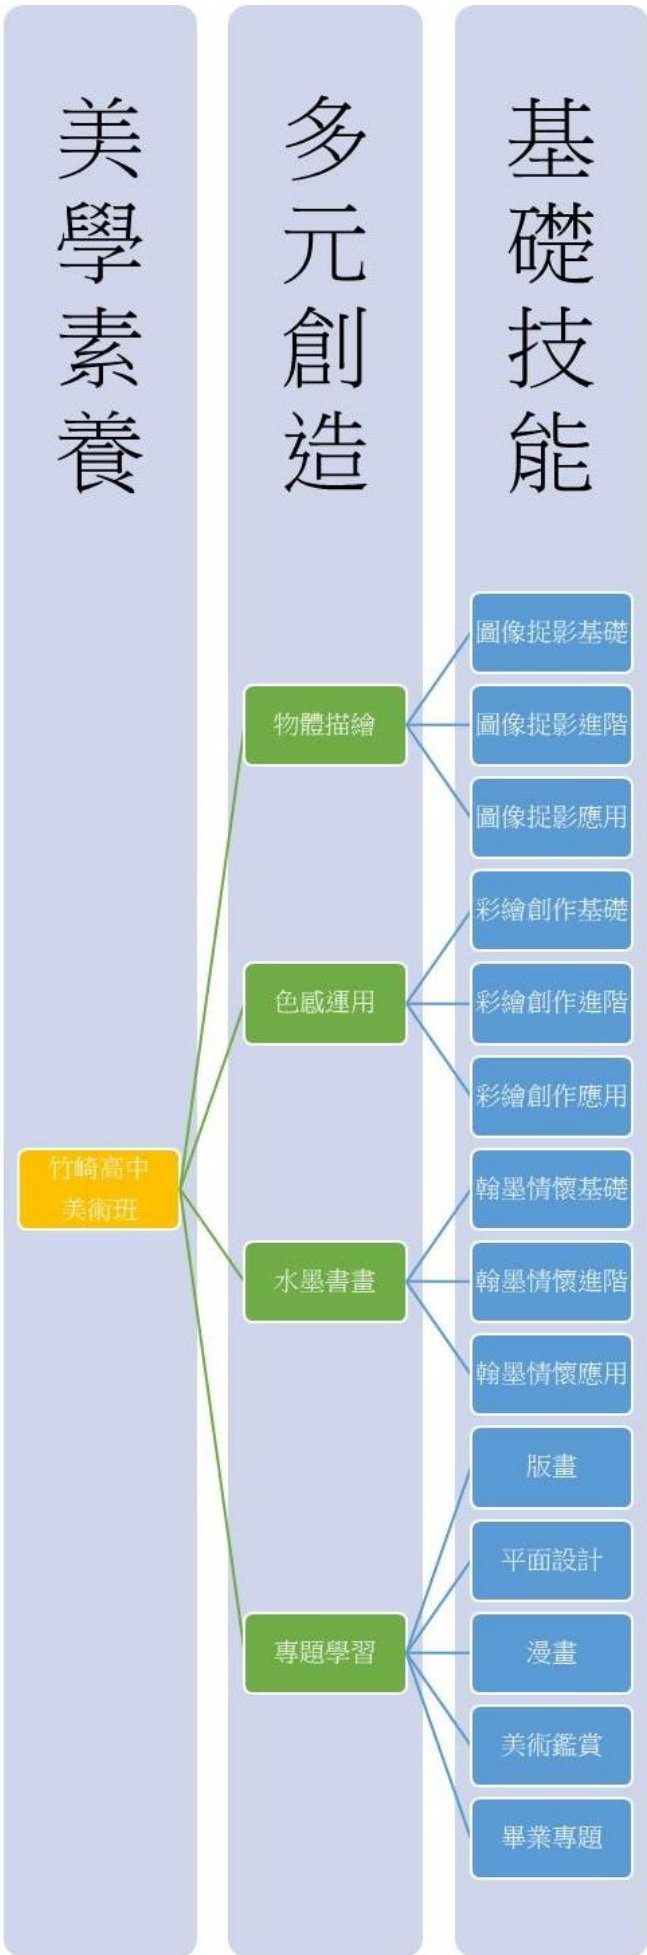 美學素養
多元創造
基礎技能
竹崎高中
美術班
物體描繪
圖像捉影基礎
圖像捉影進階
圖像捉影應用
色感運用
彩繪創作基礎
彩繪創作進階
彩繪創作應用
水墨書畫
翰墨情懷基礎
翰墨情懷進階
翰墨情懷應用
專題學習
版畫
平面設計
漫畫
美術鑑賞
畢業專題